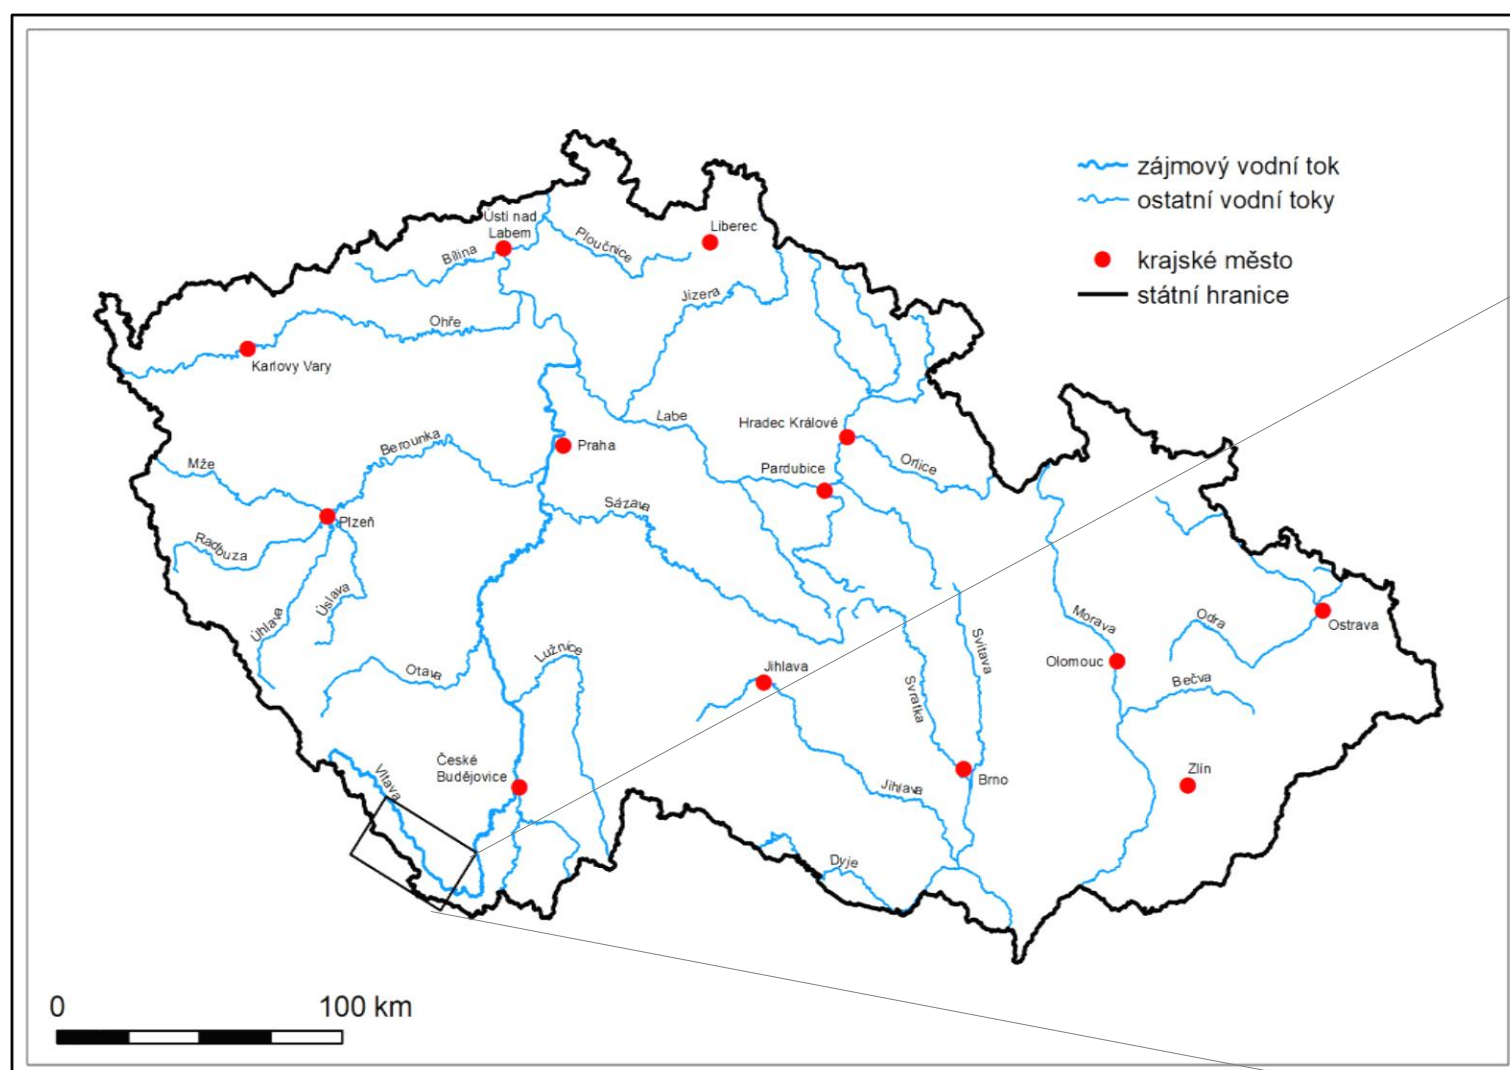 zájmový vodní tok
ostatní vodní toky
krajské město
státní hranice
Ústí nad
Labem
Bílina
Ploučnice
Liberec
Jizera
Ohře
Karlovy Vary
Labe
Hradec Králové
Orlice
Pardubice
Praha
Berounka
Mže
Plzeň
Sázava
Radbuza
Úhlava
Úslava
Otava
Lužnice
Jihlava
Svratka
Svitava
Morava
Olomouc
Odra
Ostrava
Bečva
České
Budějovice
Vltava
Jihlava
Brno
Zlín
Dyje
0
100 km